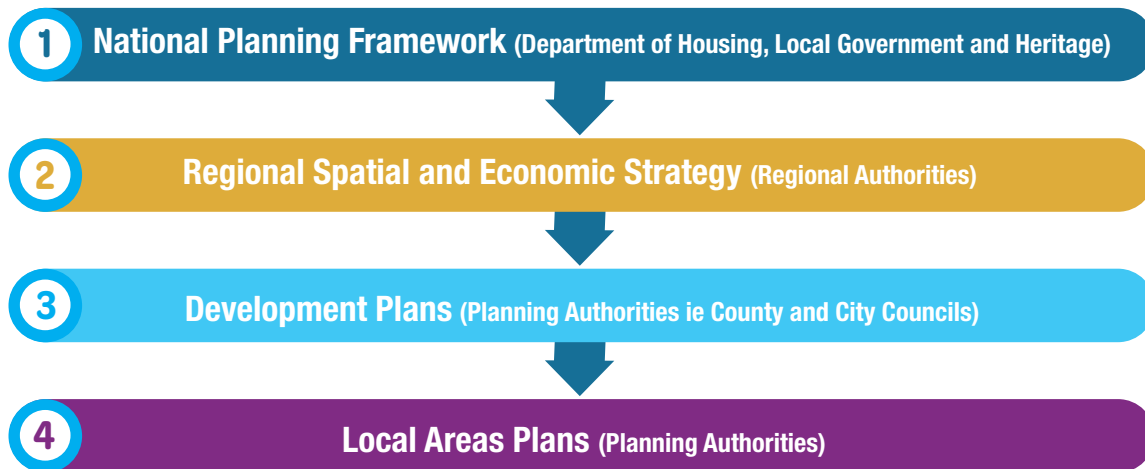 1 National Planning Framework (Department of Housing, Local Government and Heritage)
2 Regional Spatial and Economic Strategy (Regional Authorities)
3 Development Plans (Planning Authorities ie County and City Councils)
4 Local Areas Plans (Planning Authorities)